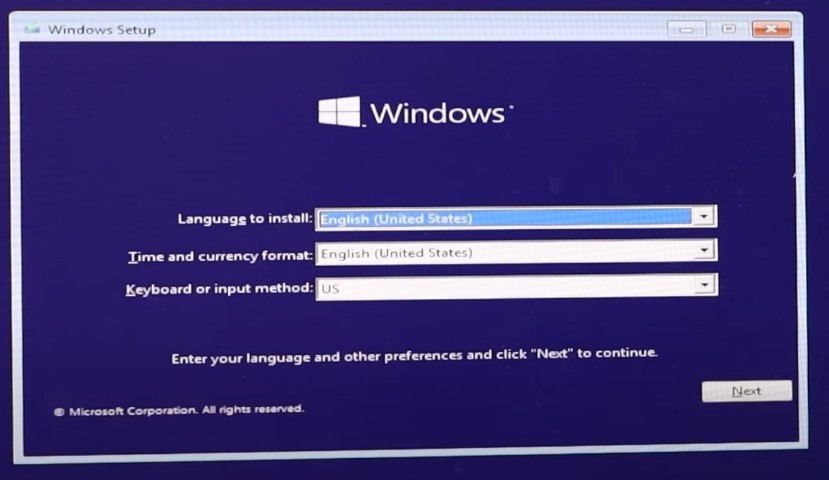 Windows Setup
Windows
Language to install: English (United States)
Time and currency format: English (United States)
Keyboard or input method: US
Enter your language and other preferences and click "Next" to continue.
Next
© Microsoft Corporation. All rights reserved.